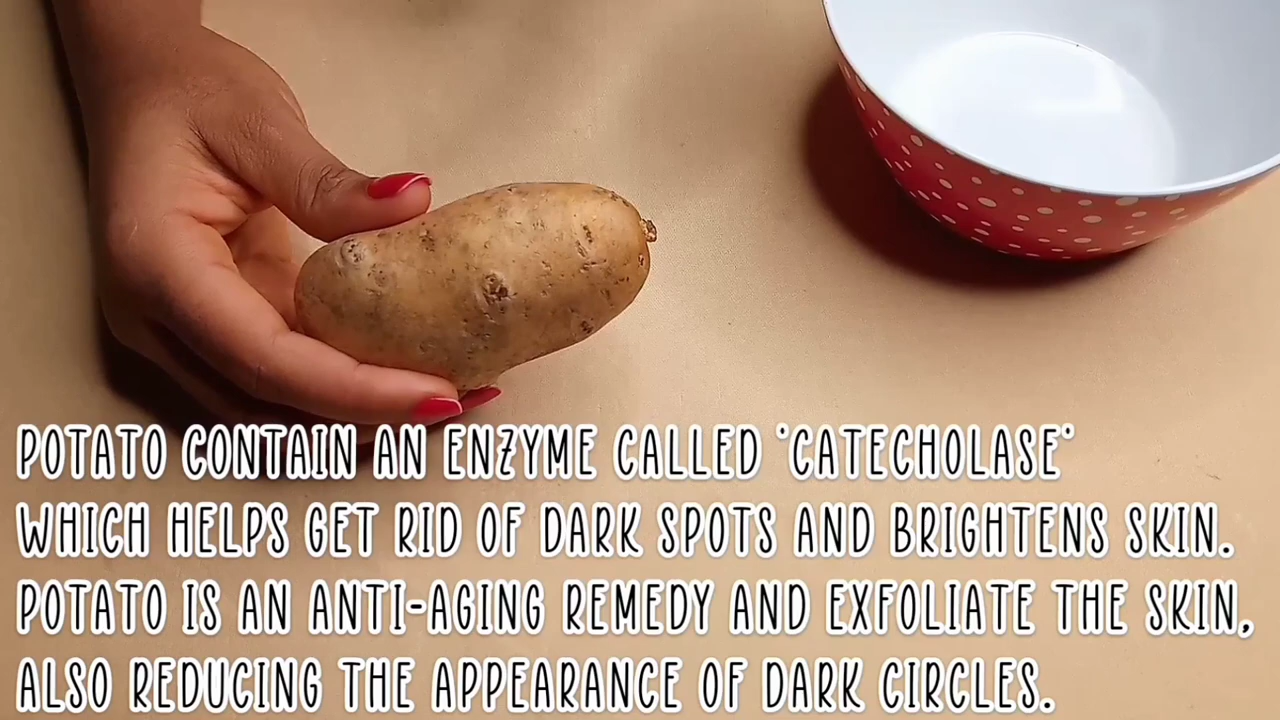 POTATO CONTAIN AN ENZYME CALLED 'CATECHOLASE'
WHICH HELPS GET RID OF DARK SPOTS AND BRIGHTENS SKIN.
POTATO IS AN ANTI-AGING REMEDY AND EXFOLIATE THE SKIN,
ALSO REDUCING THE APPEARANCE OF DARK CIRCLES.